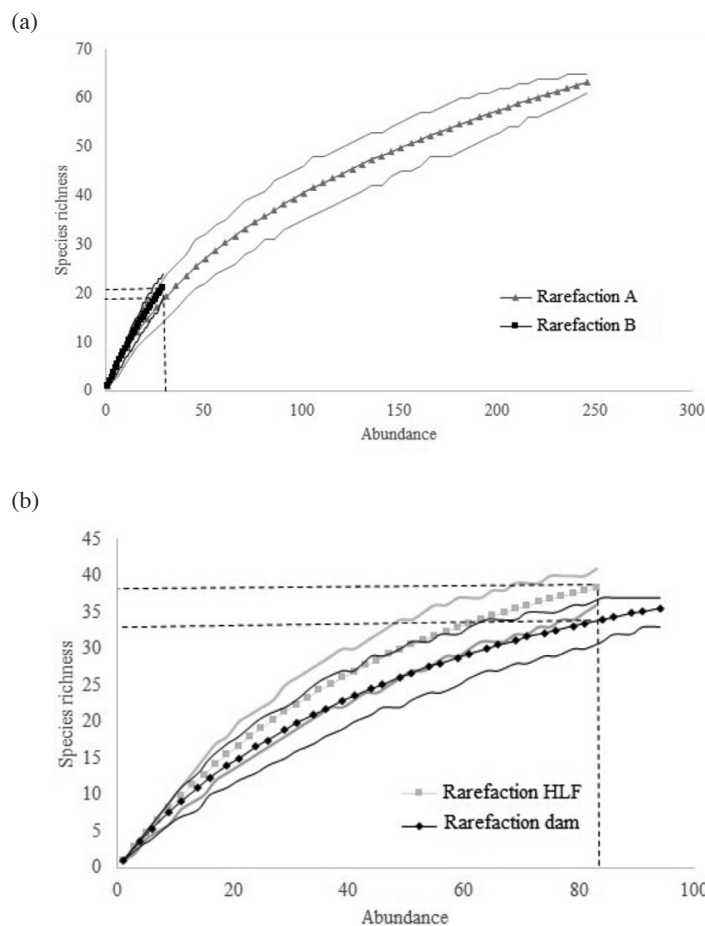 (a)
70
60
50
40
30
20
10
0
Species richness
Rarefaction A
Rarefaction B
0 50 100 150 200 250 300
Abundance
(b)
45
40
35
30
25
20
15
10
5
0
Species richness
Rarefaction HLF
Rarefaction dam
0 20 40 60 80 100
Abundance